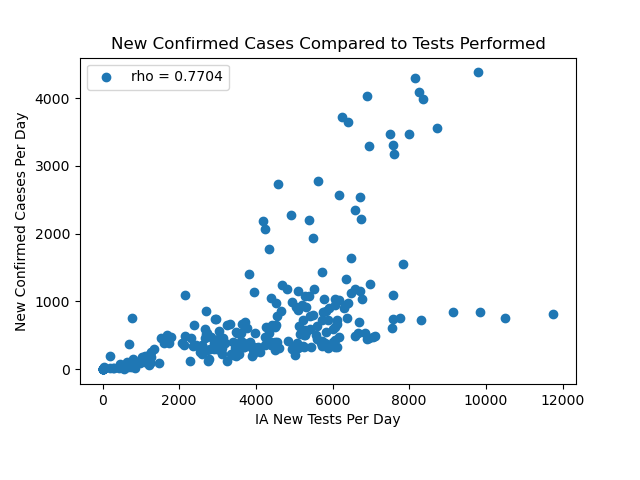 New Confirmed Cases Compared to Tests Performed
rho = 0.7704
New Confirmed Caeses Per Day
4000
3000
2000
1000
0
0 2000 4000 6000 8000 10000 12000
IA New Tests Per Day